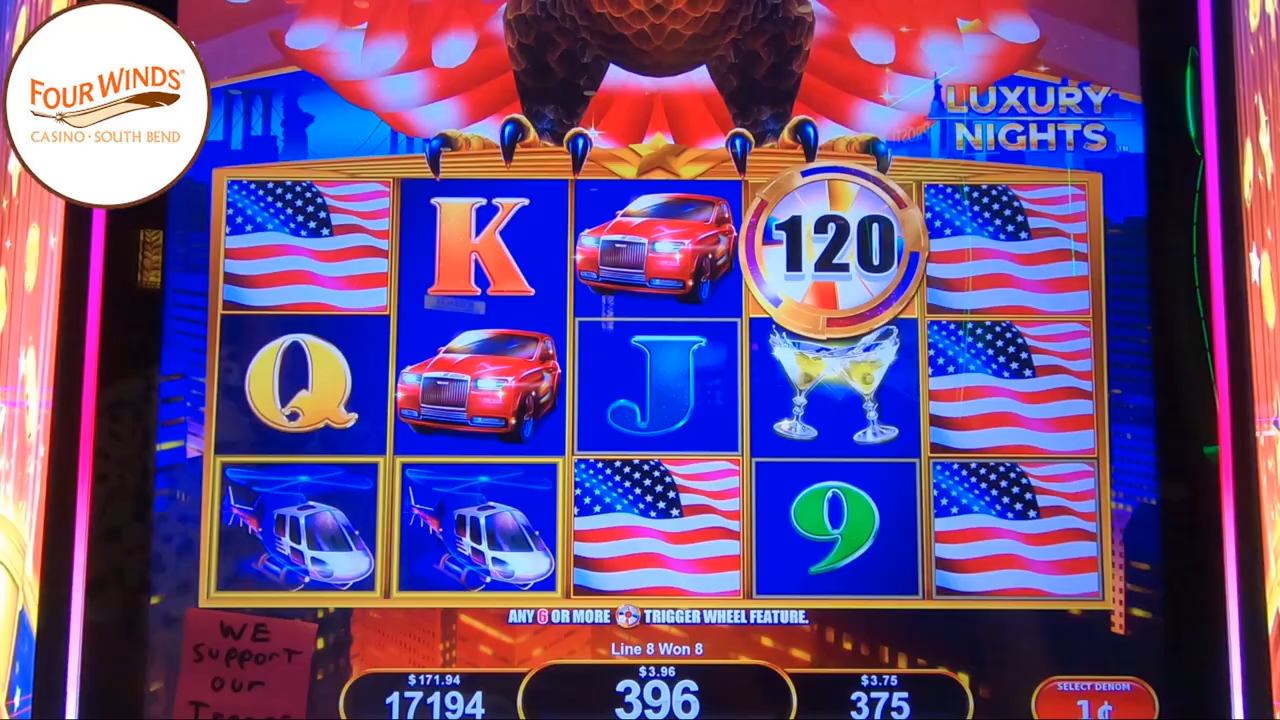 FOUR WINDS®
CASINO · SOUTH BEND
LUXURY
NIGHTS
K
120
Q
J
9
ANY 6 OR MORE TRIGGER WHEEL FEATURE.
Line 8 Won 8
$171.94
17194
$3.96
396
$3.75
375
SELECT DENOM
1¢
WE
SUPPORT
OUR